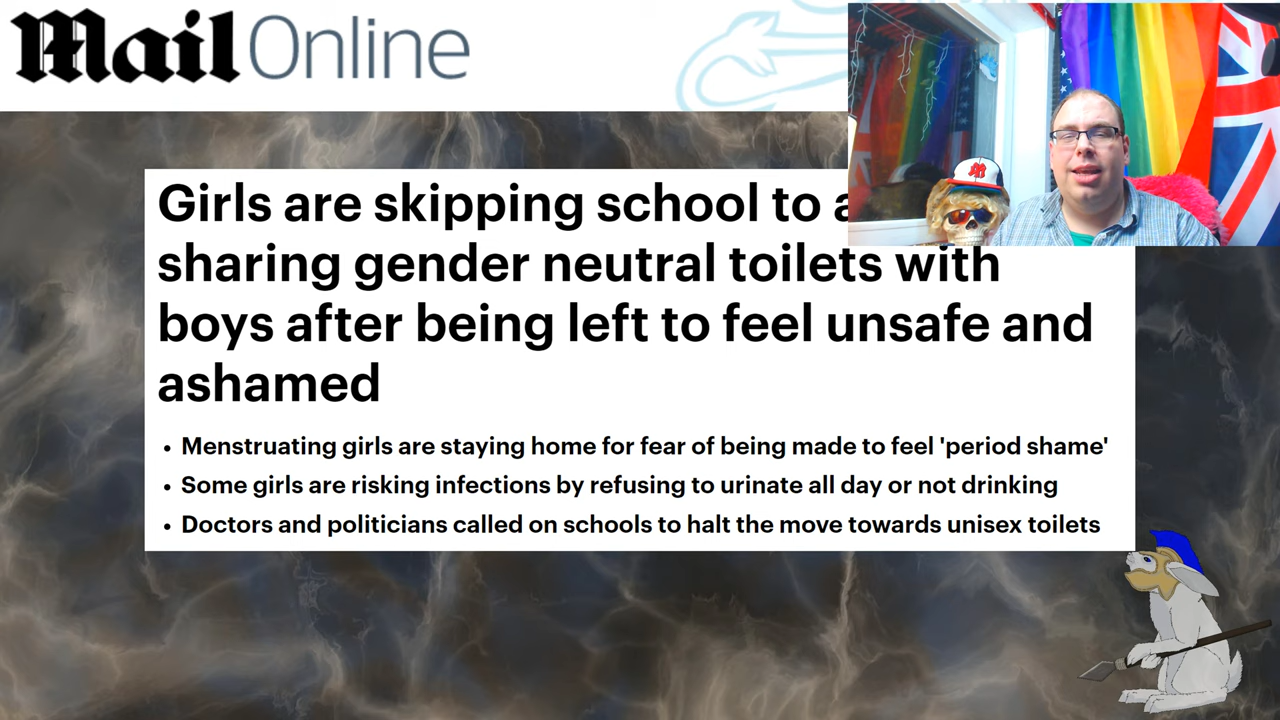 Mail Online
Girls are skipping school to a
sharing gender neutral toilets with
boys after being left to feel unsafe and
ashamed
• Menstruating girls are staying home for fear of being made to feel 'period shame'
• Some girls are risking infections by refusing to urinate all day or not drinking
• Doctors and politicians called on schools to halt the move towards unisex toilets